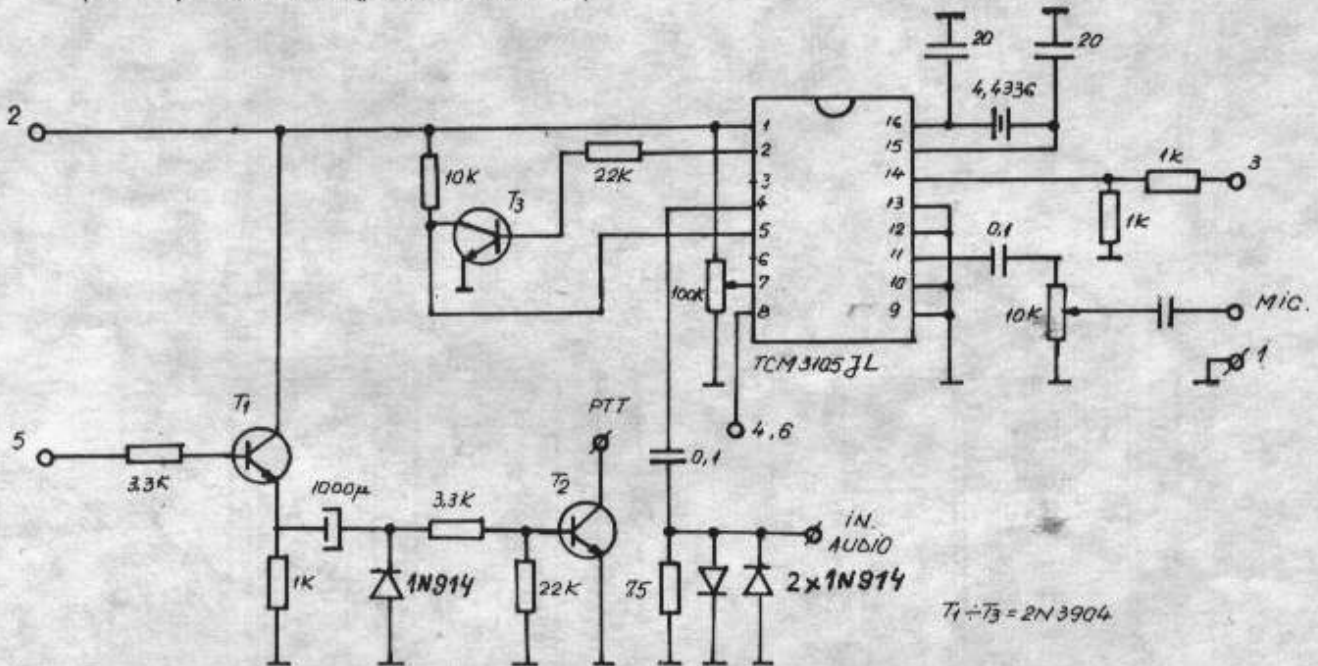 20
20
4,4336
2
1
16
2
15
10K
22K
3
14
1K
3
T3
4
13
5
12
1K
0,1
6
11
100K
7
10
10K
MIC.
8
9
TCM3105JL
1
T1
PTT
4,6
5
3,3K
0,1
1000µ
3,3K
T2
IN.
AUDIO
1K
1N914
22K
75
2x1N914
T1÷T3=2N3904